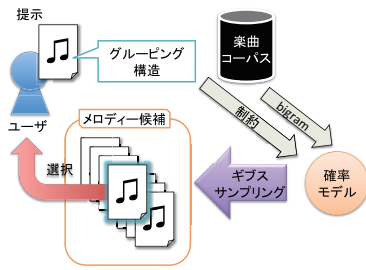 提示
グルーピング
構造
楽曲
コーパス
ユーザ
制約
bigram
メロディー候補
選択
ギブス
サンプリング
確率
モデル